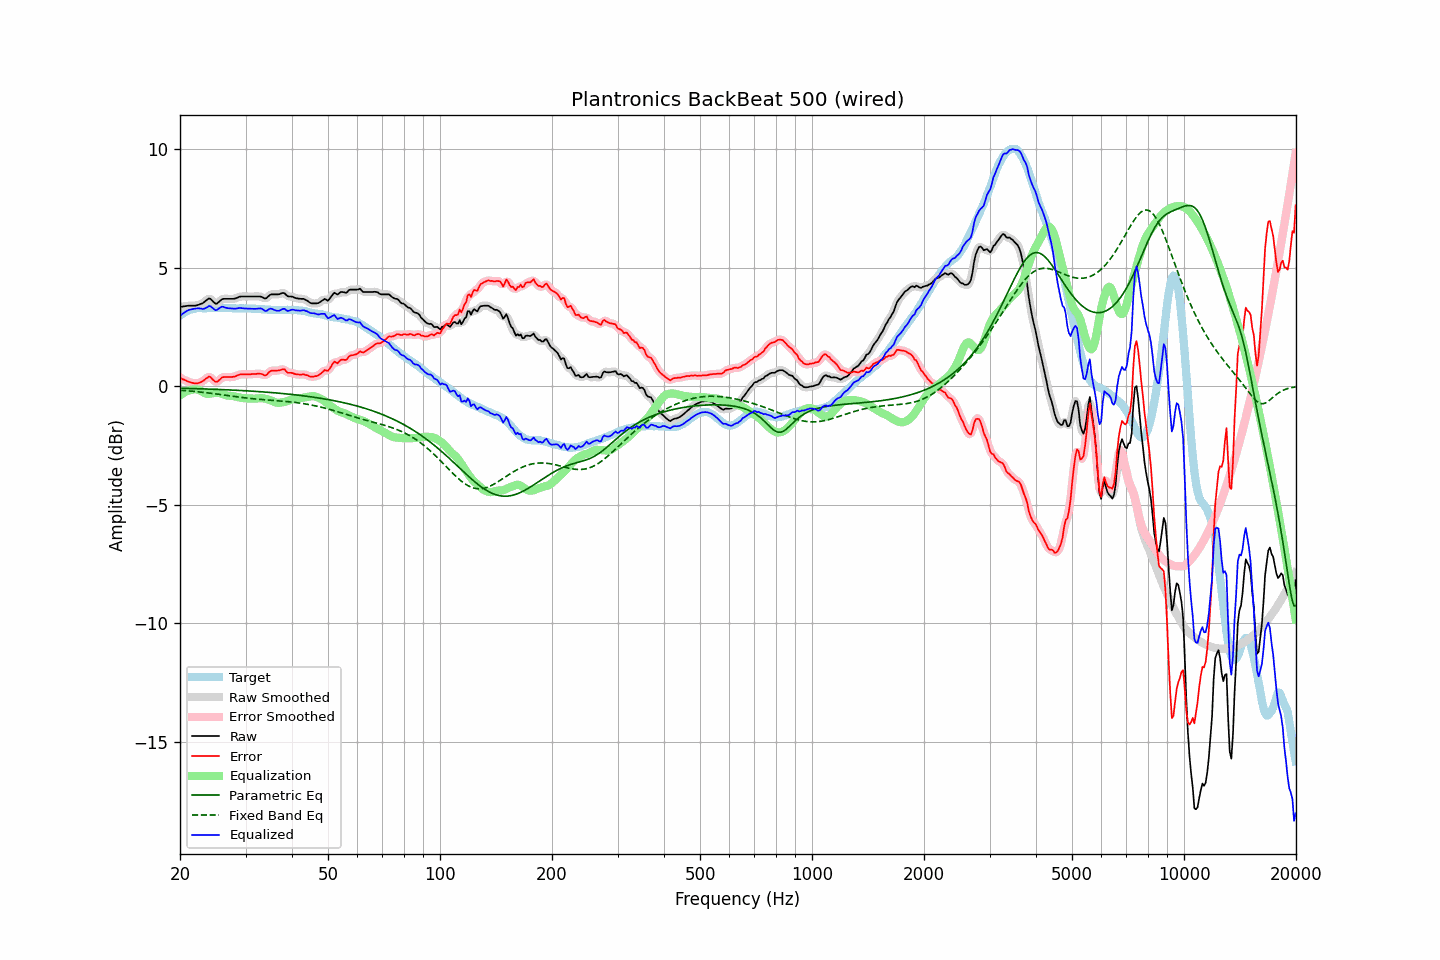 Plantronics BackBeat 500 (wired)
10
5
0
−5
−10
−15
Amplitude (dBr)
Target
Raw Smoothed
Error Smoothed
Raw
Error
Equalization
Parametric Eq
Fixed Band Eq
Equalized
20 50 100 200 500 1000 2000 5000 10000 20000
Frequency (Hz)